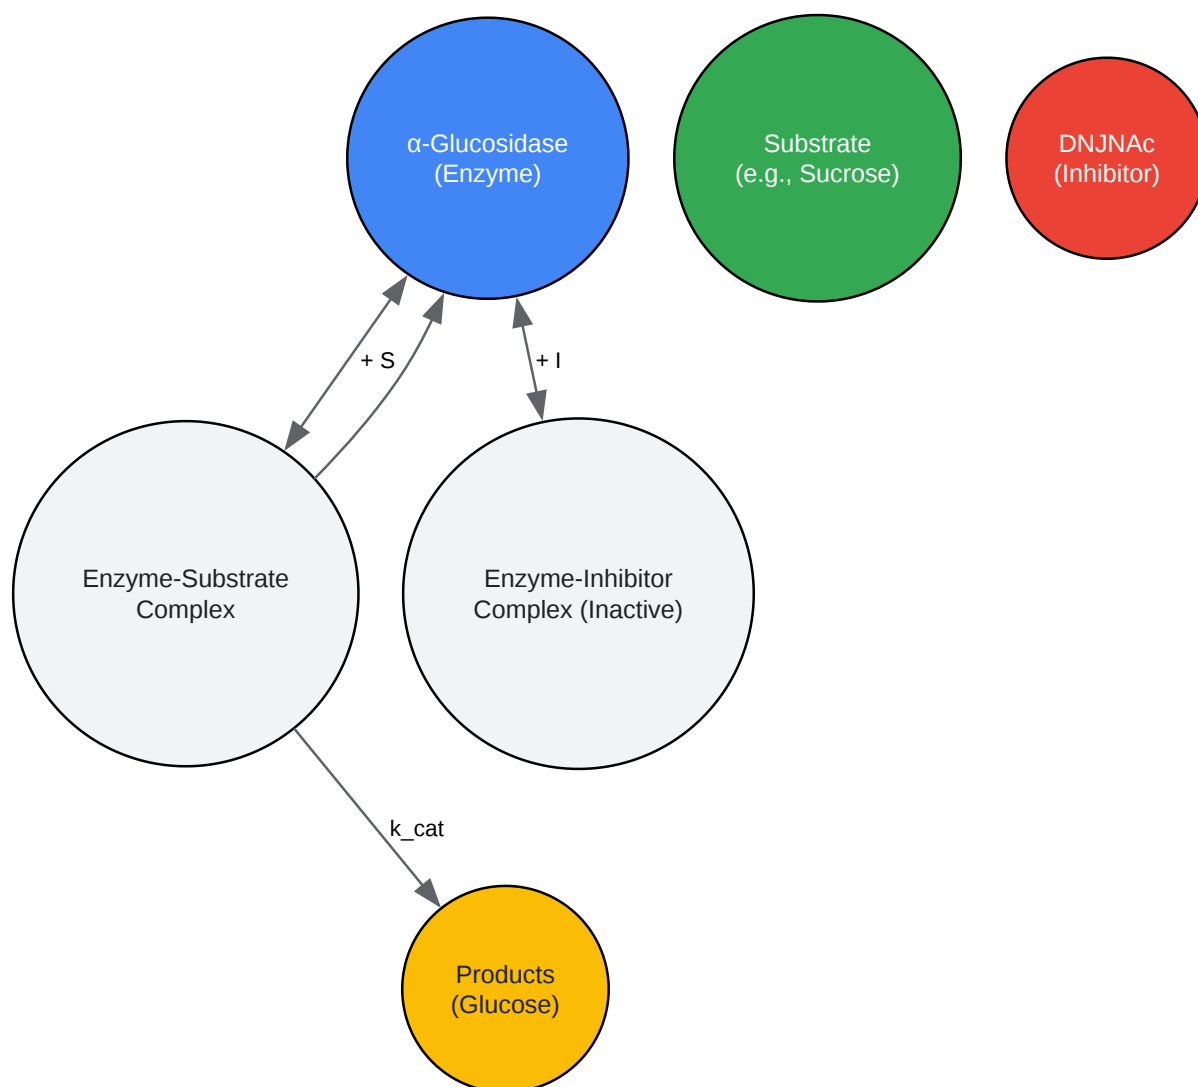 α-Glucosidase
(Enzyme)
Substrate
(e.g., Sucrose)
DNJNAc
(Inhibitor)
+ S
+ I
Enzyme-Substrate
Complex
Enzyme-Inhibitor
Complex (Inactive)
k_cat
Products
(Glucose)